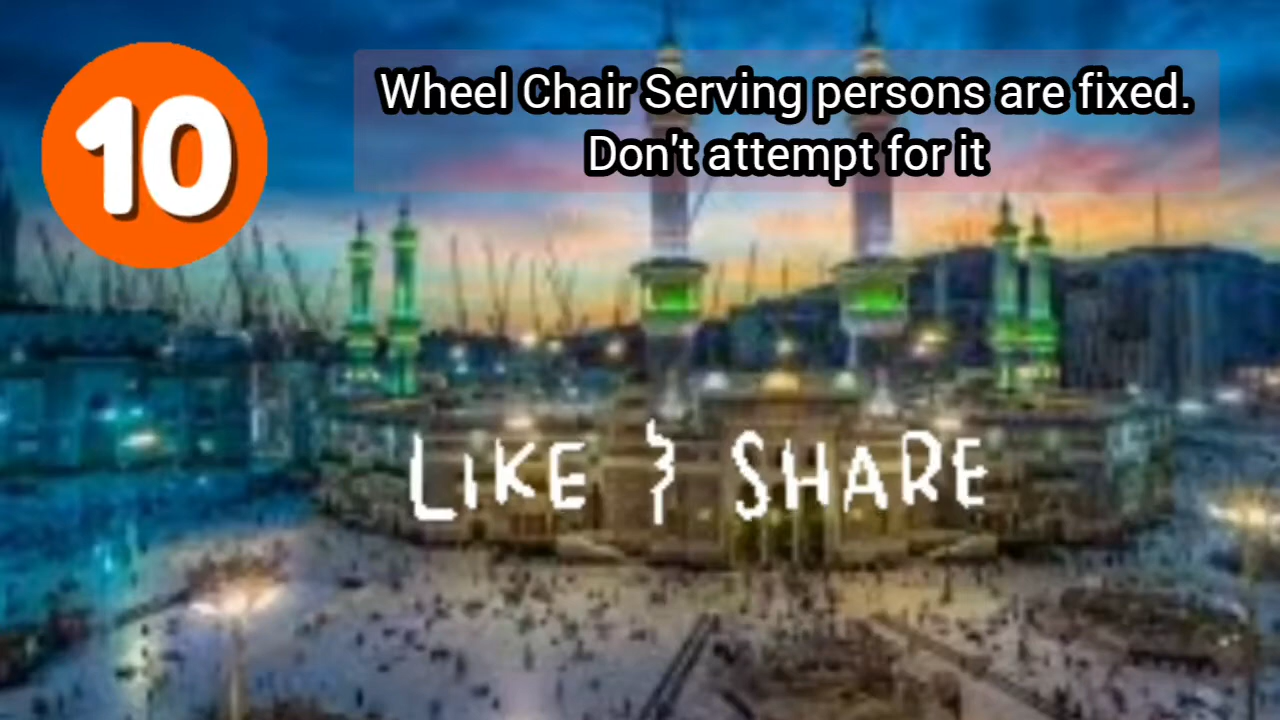 10
Wheel Chair Serving persons are fixed.
Don't attempt for it
LIKE & SHARE